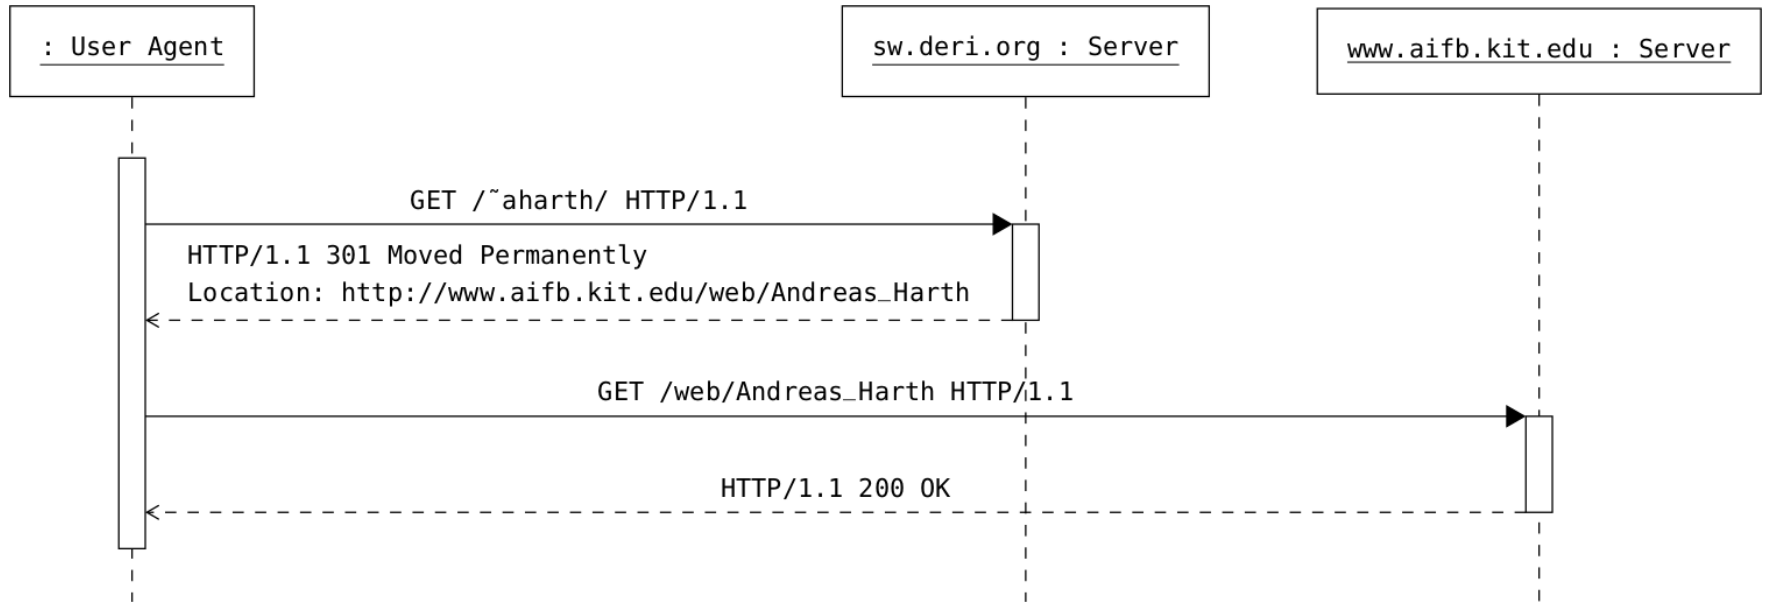 : User Agent
sw.deri.org : Server
www.aifb.kit.edu : Server
GET /˜aharth/ HTTP/1.1
HTTP/1.1 301 Moved Permanently
Location: http://www.aifb.kit.edu/web/Andreas_Harth
GET /web/Andreas_Harth HTTP/1.1
HTTP/1.1 200 OK